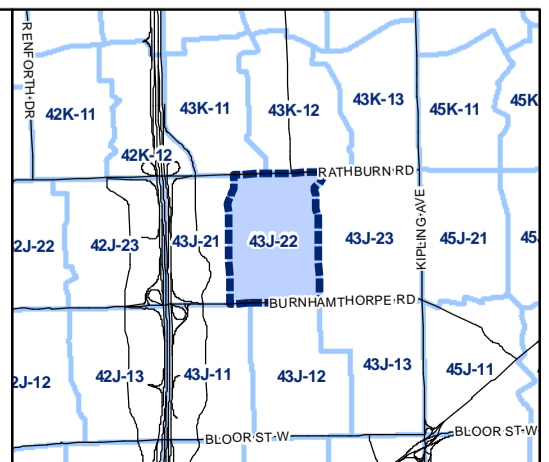 RENFORTH DR
42K-11
43K-11
43K-12
43K-13
45K-11
45K
42K-12
RATHBURN RD
KIPLING AVE
2J-22
42J-23
43J-21
43J-22
43J-23
45J-21
45J
BURNHAMTHORPE RD
2J-12
42J-13
43J-11
43J-12
43J-13
45J-11
BLOOR ST W
BLOOR ST W